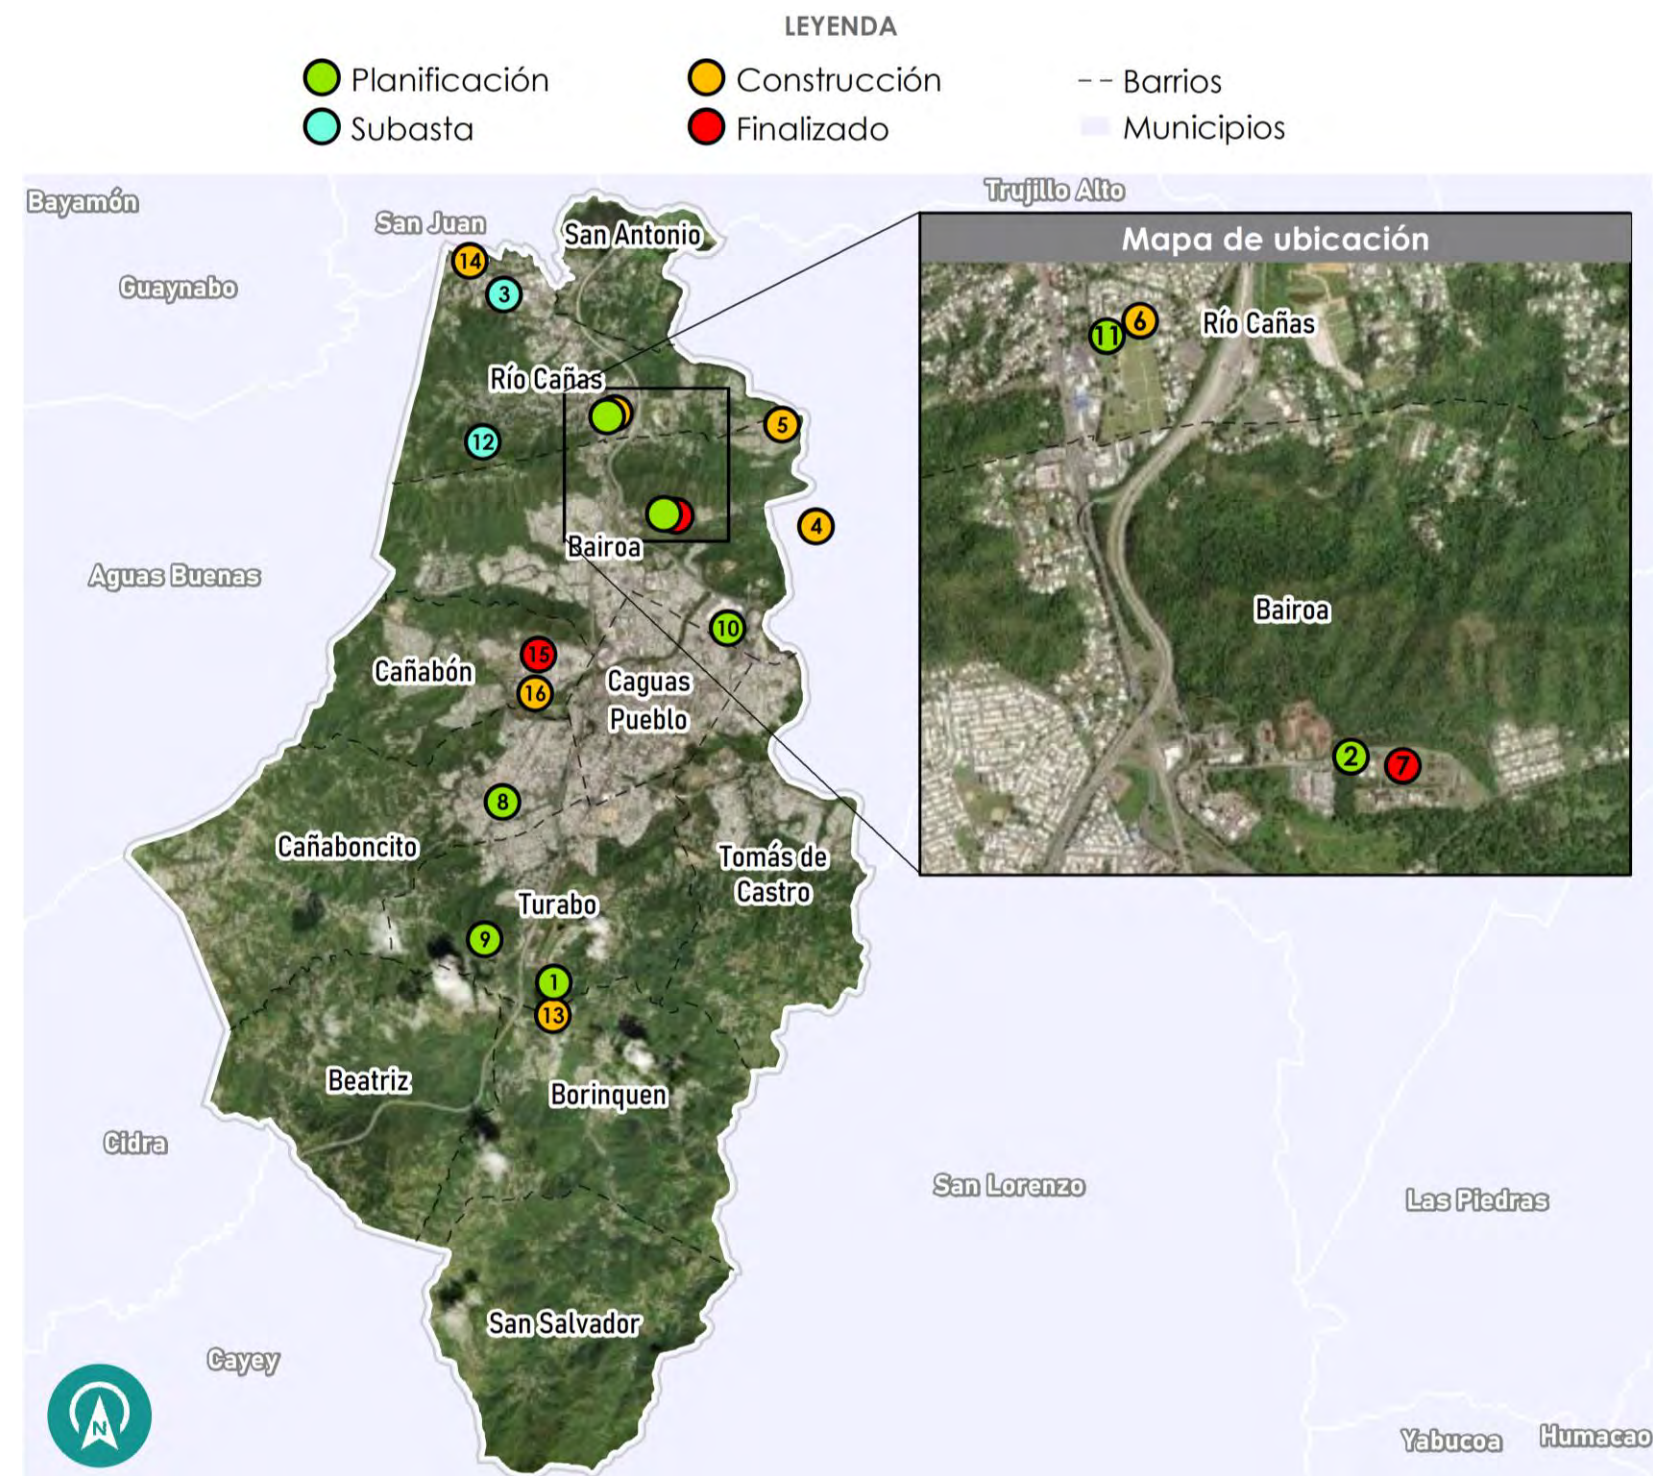 LEYENDA
Planificación
Construcción
Barrios
Subasta
Finalizado
Municipios
Bayamón
San Juan
San Antonio
Trujillo Alto
Mapa de ubicación
14
3
Guaynabo
11
6
Río Cañas
Río Cañas
5
12
4
Bairoa
Aguas Buenas
Bairoa
10
15
Cañabón
16
Caguas
Pueblo
2
7
8
Cañaboncito
Tomás de
Castro
Turabo
9
1
13
Beatriz
Borinquen
Cidra
San Lorenzo
Las Piedras
San Salvador
Cayey
N
Yabucoa
Humacao